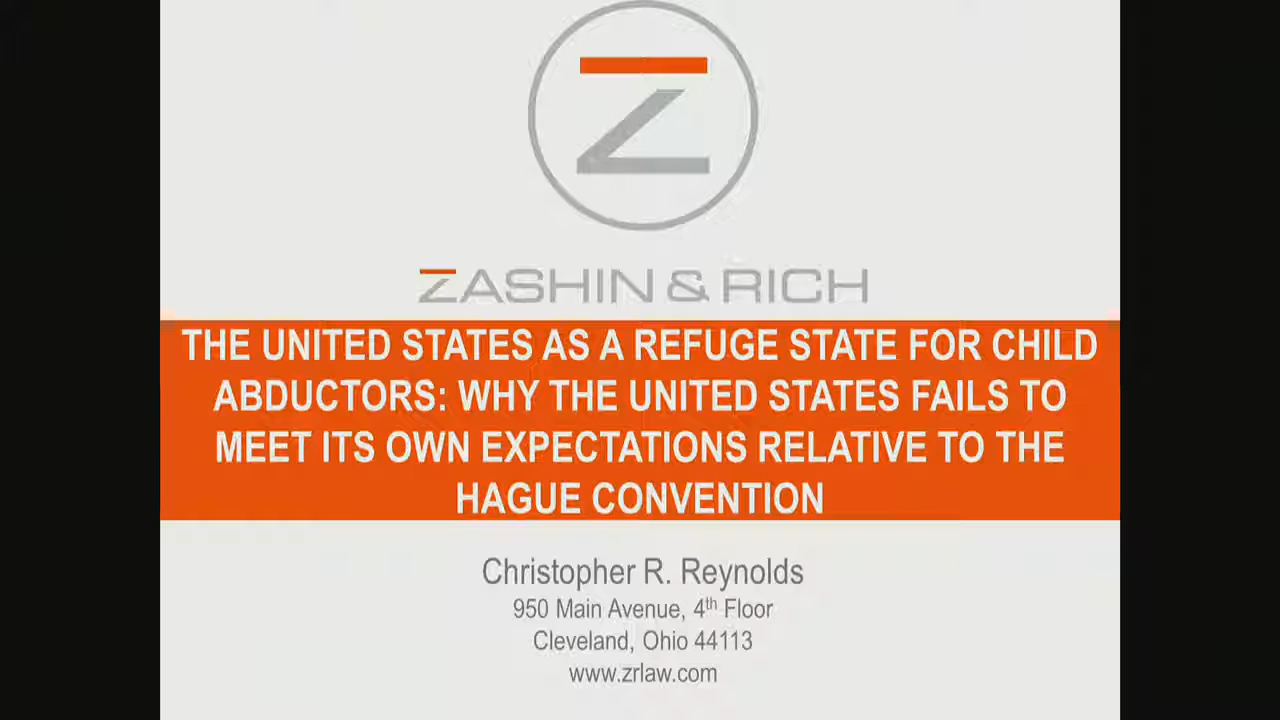 Z
ZASHIN & RICH
THE UNITED STATES AS A REFUGE STATE FOR CHILD
ABDUCTORS: WHY THE UNITED STATES FAILS TO
MEET ITS OWN EXPECTATIONS RELATIVE TO THE
HAGUE CONVENTION
Christopher R. Reynolds
950 Main Avenue, 4th Floor
Cleveland, Ohio 44113
www.zrlaw.com